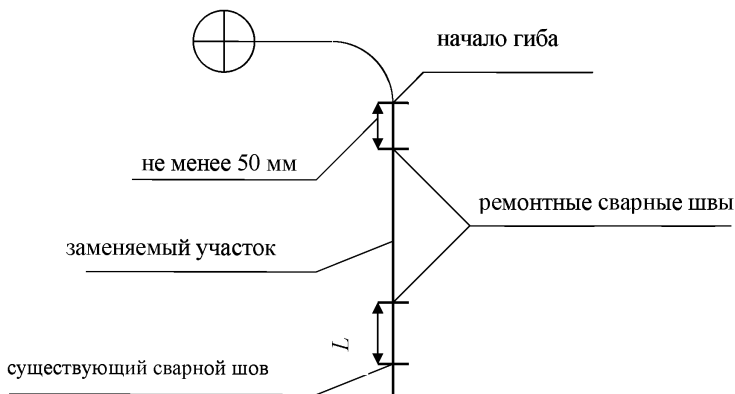 начало гиба
не менее 50 мм
ремонтные сварные швы
заменяемый участок
L
существующий сварной шов